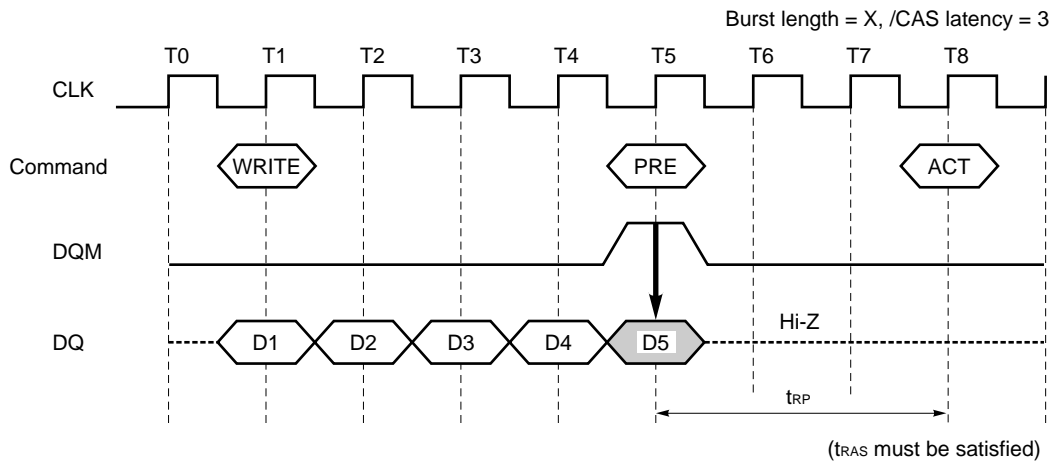 Burst length = X, /CAS latency = 3
T0 T1 T2 T3 T4 T5 T6 T7 T8
CLK
Command WRITE PRE ACT
DQM
DQ D1 D2 D3 D4 D5 Hi-Z
tRP
(tRAS must be satisfied)